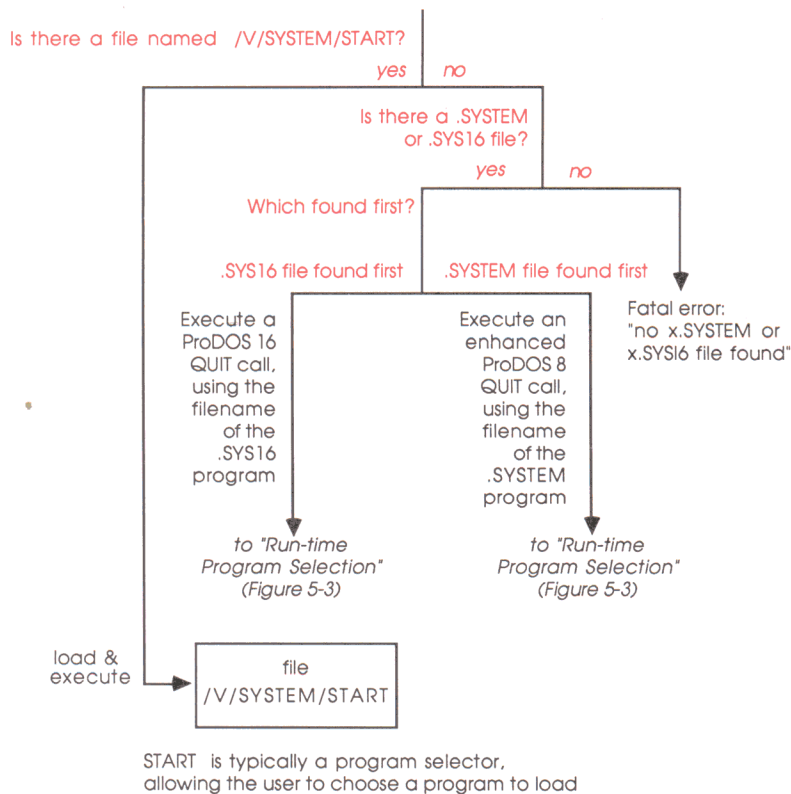 Is there a file named /V/SYSTEM/START?
yes no
Is there a .SYSTEM
or .SYS16 file?
yes no
Which found first?
.SYS16 file found first
.SYSTEM file found first
Execute a
ProDOS 16
QUIT call,
using the
filename
of the
.SYS16
program
Execute an
enhanced
ProDOS 8
QUIT call,
using the
filename
of the
.SYSTEM
program
Fatal error:
"no x.SYSTEM or
x.SYSI6 file found"
to "Run-time
Program Selection"
(Figure 5-3)
to "Run-time
Program Selection"
(Figure 5-3)
load &
execute
file
/V/SYSTEM/START
START is typically a program selector,
allowing the user to choose a program to load